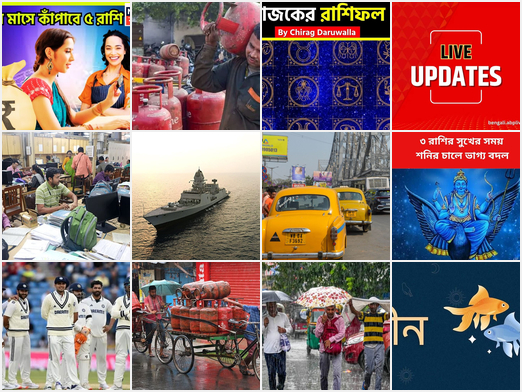 মাসে কাঁপাবে ৫ রাশি
আজকের রাশিফল
By Chirag Daruwalla
LIVE
UPDATES
bengali.abplive
৩ রাশির সুখের সময়
শনির চালে ভাগ্য বদল